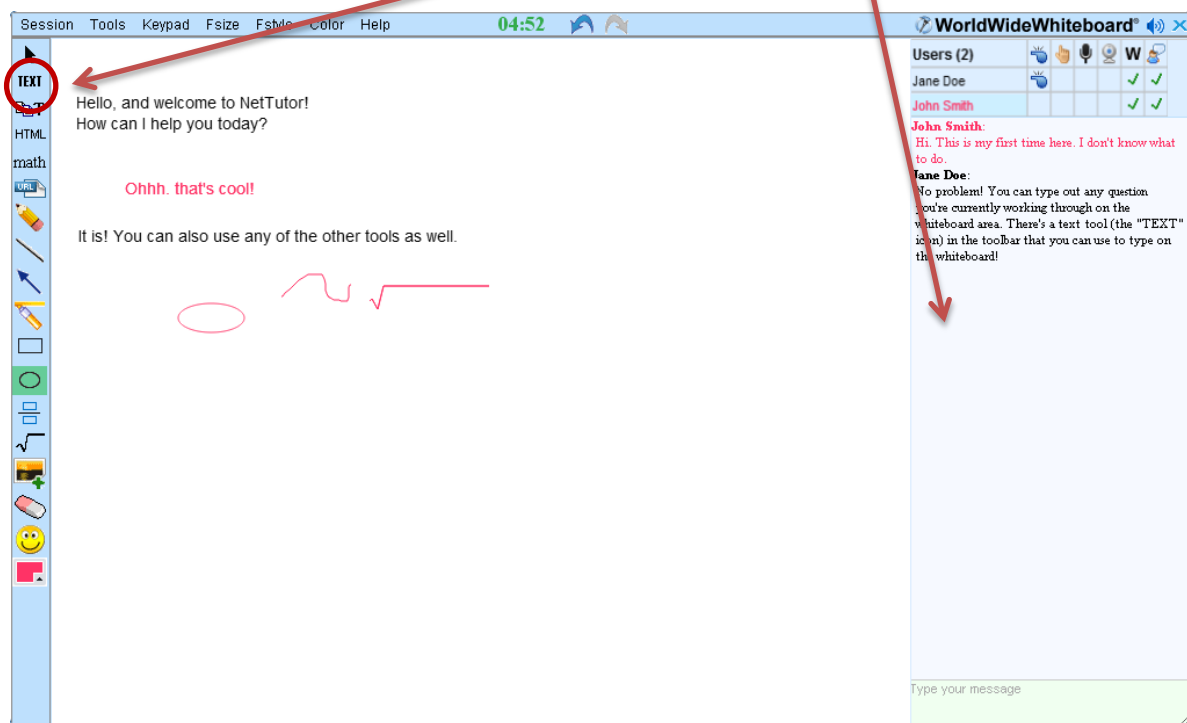 Session Tools Keypad Fsize Fstyle Color Help 04:52 WorldWideWhiteboard®
TEXT
HTML
math
URL
Hello, and welcome to NetTutor!
How can I help you today?
Ohhh. that's cool!
It is! You can also use any of the other tools as well.
Users (2) W
Jane Doe
John Smith
John Smith:
Hi. This is my first time here. I don't know what
to do.
Jane Doe:
No problem! You can type out any question
you're currently working through on the
whiteboard area. There's a text tool (the "TEXT"
icon) in the toolbar that you can use to type on
the whiteboard!
Type your message